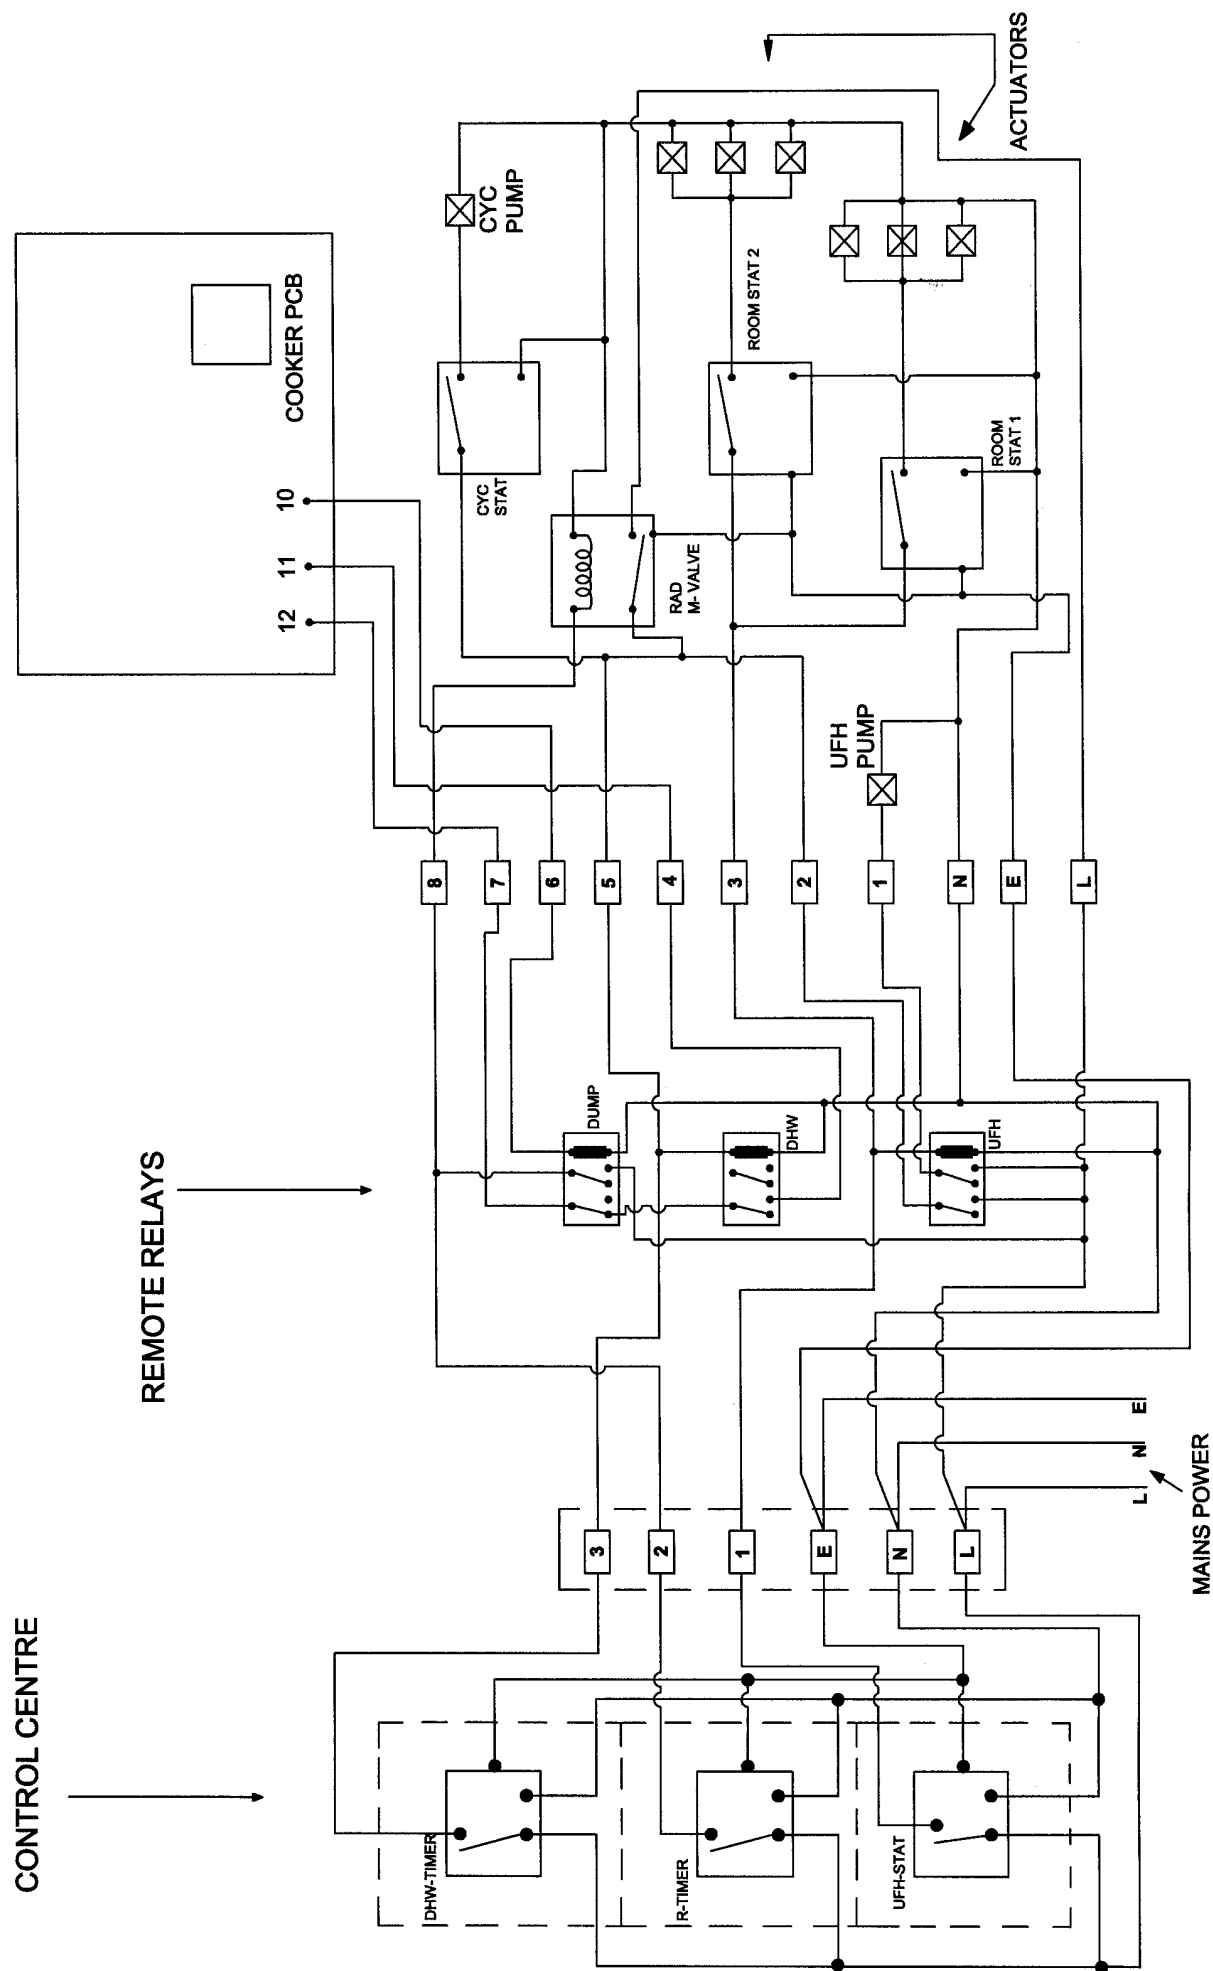 CONTROL CENTRE
REMOTE RELAYS
COOKER PCB
12
11
10
ACTUATORS
CYC
PUMP
CYC
STAT
RAD
M- VALVE
ROOM STAT 2
ROOM
STAT 1
UFH
PUMP
8
7
6
5
4
3
2
1
N
E
L
DUMP
DHW
UFH
3
2
1
E
N
L
DHW-TIMER
R-TIMER
UFH-STAT
L
N
E
MAINS POWER